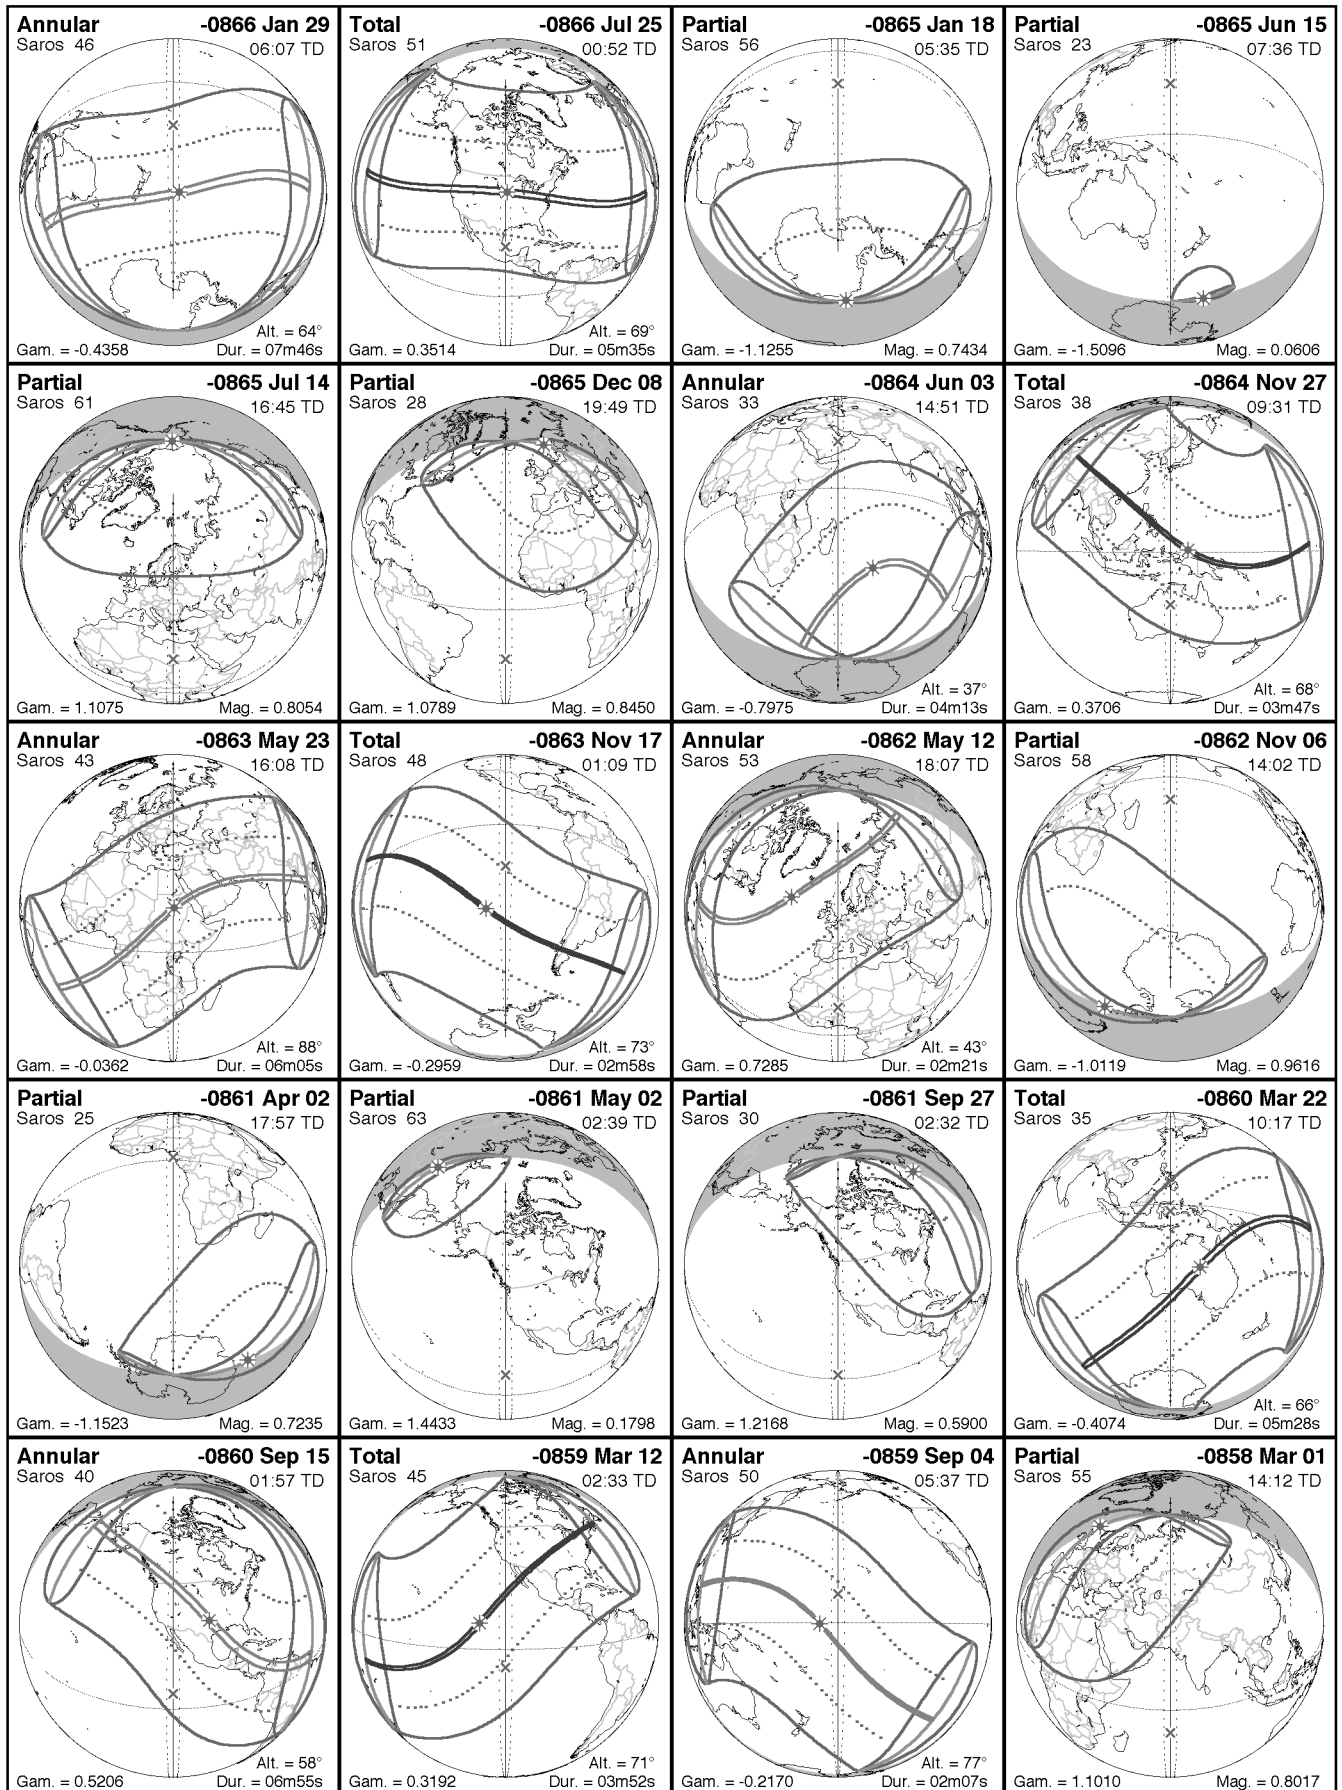 Annular -0866 Jan 29
Saros 46 06:07 TD
Alt. = 64°
Gam. = -0.4358 Dur. = 07m46s
Total -0866 Jul 25
Saros 51 00:52 TD
Alt. = 69°
Gam. = 0.3514 Dur. = 05m35s
Partial -0865 Jan 18
Saros 56 05:35 TD
Gam. = -1.1255 Mag. = 0.7434
Partial -0865 Jun 15
Saros 23 07:36 TD
Gam. = -1.5096 Mag. = 0.0606
Partial -0865 Jul 14
Saros 61 16:45 TD
Gam. = 1.1075 Mag. = 0.8054
Partial -0865 Dec 08
Saros 28 19:49 TD
Gam. = 1.0789 Mag. = 0.8450
Annular -0864 Jun 03
Saros 33 14:51 TD
Alt. = 37°
Gam. = -0.7975 Dur. = 04m13s
Total -0864 Nov 27
Saros 38 09:31 TD
Alt. = 68°
Gam. = 0.3706 Dur. = 03m47s
Annular -0863 May 23
Saros 43 16:08 TD
Alt. = 88°
Gam. = -0.0362 Dur. = 06m05s
Total -0863 Nov 17
Saros 48 01:09 TD
Alt. = 73°
Gam. = -0.2959 Dur. = 02m58s
Annular -0862 May 12
Saros 53 18:07 TD
Alt. = 43°
Gam. = 0.7285 Dur. = 02m21s
Partial -0862 Nov 06
Saros 58 14:02 TD
Gam. = -1.0119 Mag. = 0.9616
Partial -0861 Apr 02
Saros 25 17:57 TD
Gam. = -1.1523 Mag. = 0.7235
Partial -0861 May 02
Saros 63 02:39 TD
Gam. = 1.4433 Mag. = 0.1798
Partial -0861 Sep 27
Saros 30 02:32 TD
Gam. = 1.2168 Mag. = 0.5900
Total -0860 Mar 22
Saros 35 10:17 TD
Alt. = 66°
Gam. = -0.4074 Dur. = 05m28s
Annular -0860 Sep 15
Saros 40 01:57 TD
Alt. = 58°
Gam. = 0.5206 Dur. = 06m55s
Total -0859 Mar 12
Saros 45 02:33 TD
Alt. = 71°
Gam. = 0.3192 Dur. = 03m52s
Annular -0859 Sep 04
Saros 50 05:37 TD
Alt. = 77°
Gam. = -0.2170 Dur. = 02m07s
Partial -0858 Mar 01
Saros 55 14:12 TD
Gam. = 1.1010 Mag. = 0.8017